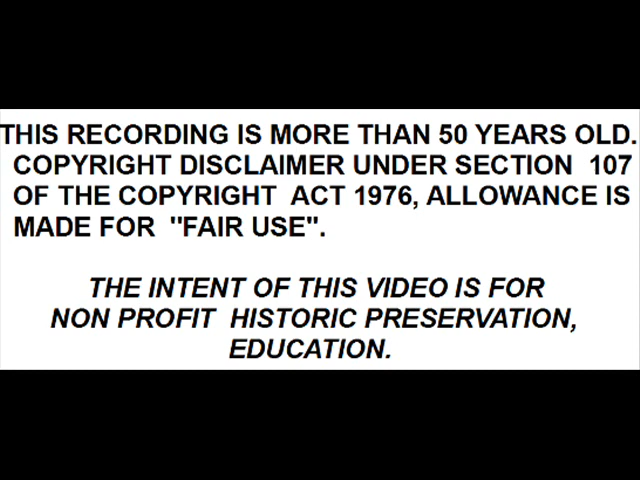 THIS RECORDING IS MORE THAN 50 YEARS OLD.
COPYRIGHT DISCLAIMER UNDER SECTION 107
OF THE COPYRIGHT ACT 1976, ALLOWANCE IS
MADE FOR "FAIR USE".
THE INTENT OF THIS VIDEO IS FOR
NON PROFIT HISTORIC PRESERVATION,
EDUCATION.